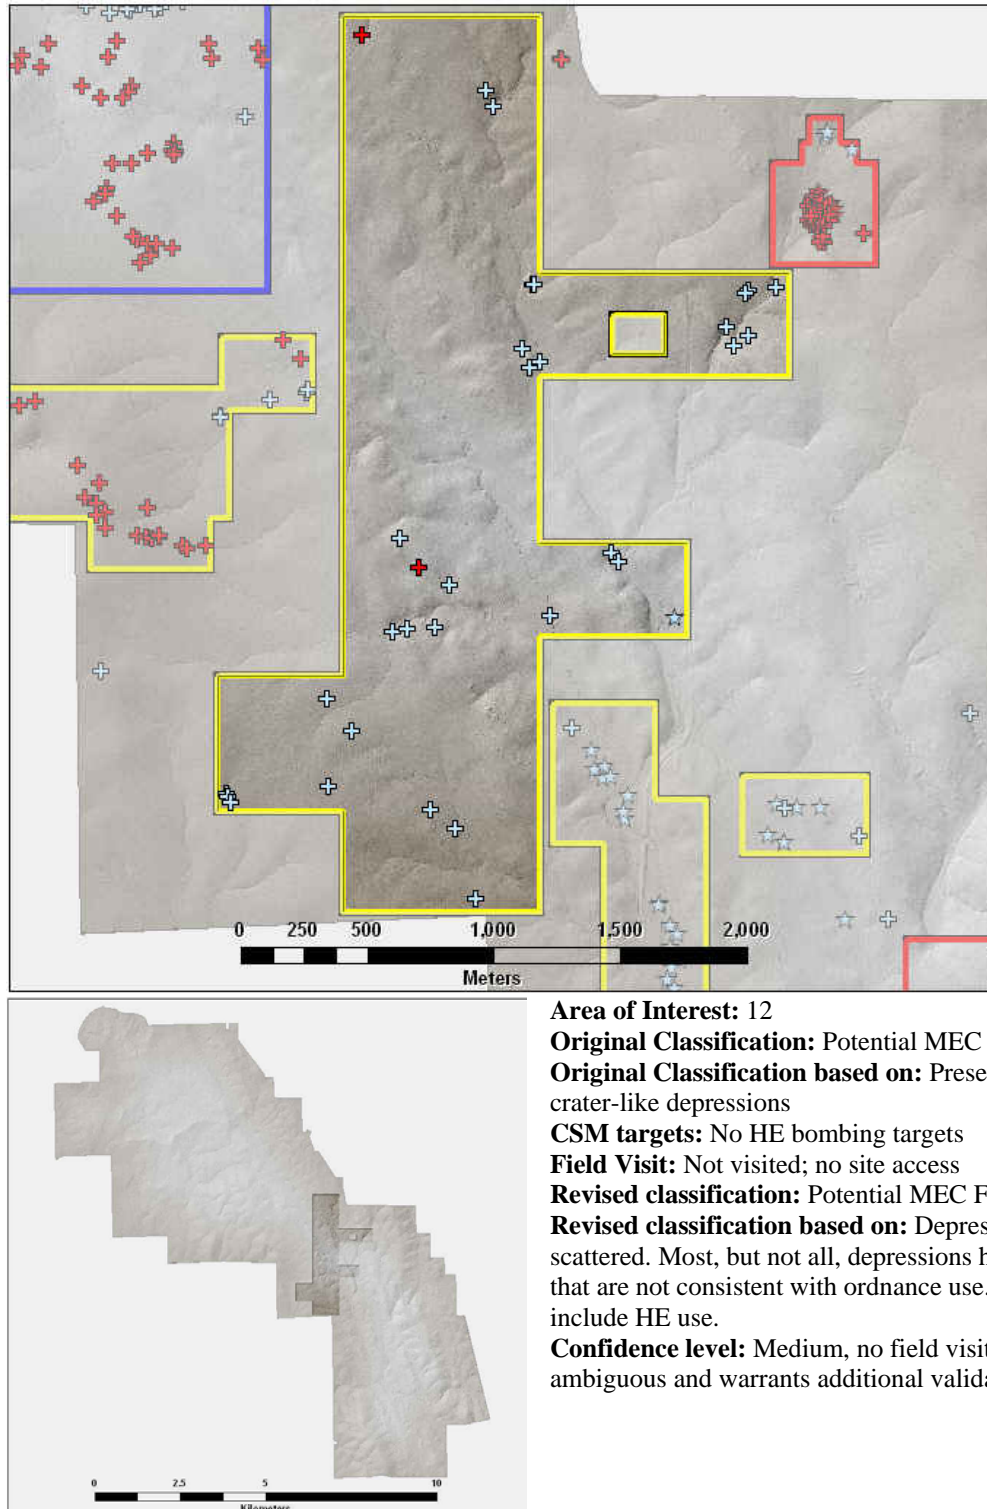 0 250 500 1,000 1,500 2,000
Meters
Area of Interest: 12
Original Classification: Potential MEC
Original Classification based on: Prese
crater-like depressions
CSM targets: No HE bombing targets
Field Visit: Not visited; no site access
Revised classification: Potential MEC F
Revised classification based on: Depres
scattered. Most, but not all, depressions h
that are not consistent with ordnance use.
include HE use.
Confidence level: Medium, no field visit
ambiguous and warrants additional valida
0 2.5 5 10
Kilometers